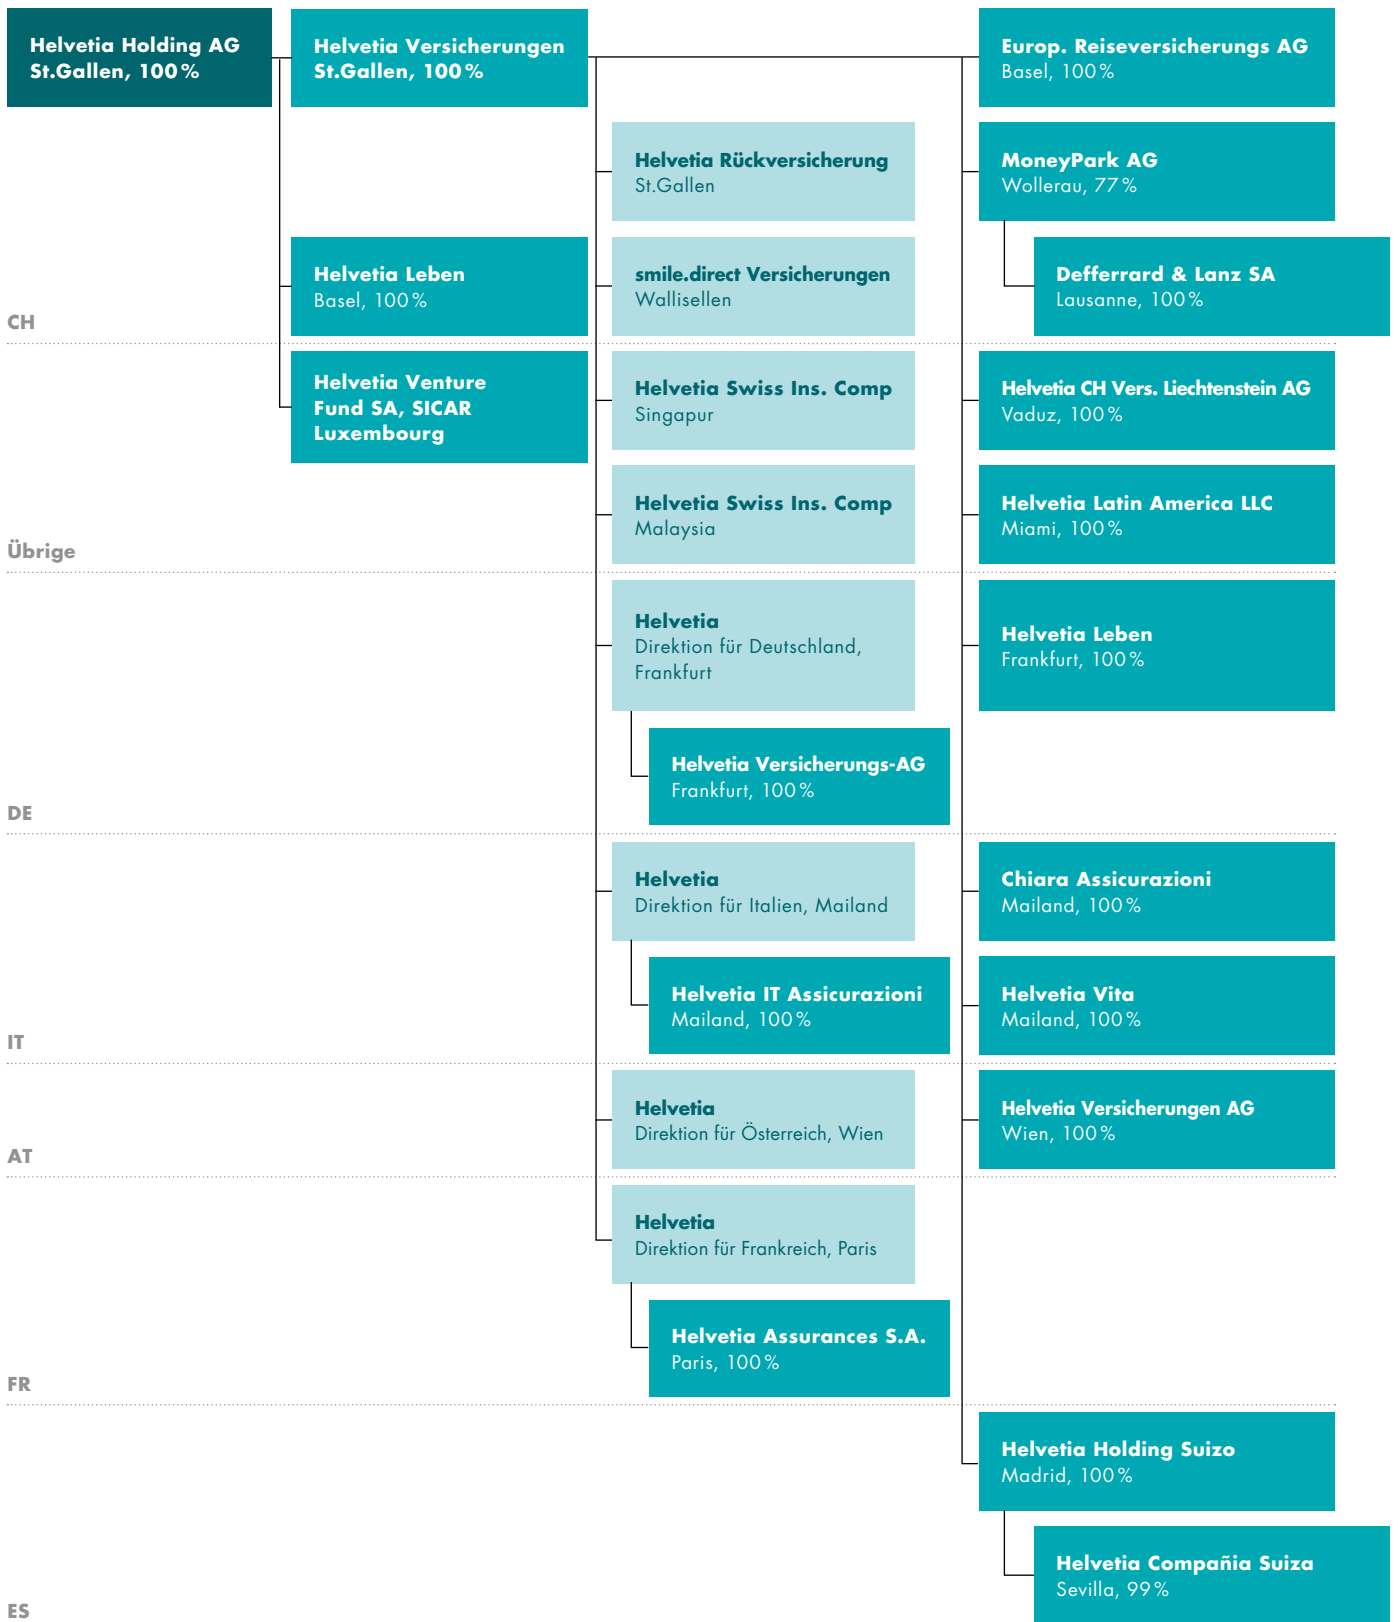 Helvetia Holding AG
St.Gallen, 100 %
Helvetia Versicherungen
St.Gallen, 100 %
Europ. Reiseversicherungs AG
Basel, 100 %
Helvetia Rückversicherung
St.Gallen
MoneyPark AG
Wollerau, 77 %
Helvetia Leben
Basel, 100 %
smile.direct Versicherungen
Wallisellen
Defferrard & Lanz SA
Lausanne, 100 %
CH
Helvetia Venture
Fund SA, SICAR
Luxembourg
Helvetia Swiss Ins. Comp
Singapur
Helvetia CH Vers. Liechtenstein AG
Vaduz, 100 %
Helvetia Swiss Ins. Comp
Malaysia
Helvetia Latin America LLC
Miami, 100 %
Übrige
Helvetia
Direktion für Deutschland,
Frankfurt
Helvetia Leben
Frankfurt, 100 %
Helvetia Versicherungs-AG
Frankfurt, 100 %
DE
Helvetia
Direktion für Italien, Mailand
Chiara Assicurazioni
Mailand, 100 %
Helvetia IT Assicurazioni
Mailand, 100 %
Helvetia Vita
Mailand, 100 %
IT
Helvetia
Direktion für Österreich, Wien
Helvetia Versicherungen AG
Wien, 100 %
AT
Helvetia
Direktion für Frankreich, Paris
Helvetia Assurances S.A.
Paris, 100 %
FR
Helvetia Holding Suizo
Madrid, 100 %
Helvetia Compañia Suiza
Sevilla, 99 %
ES